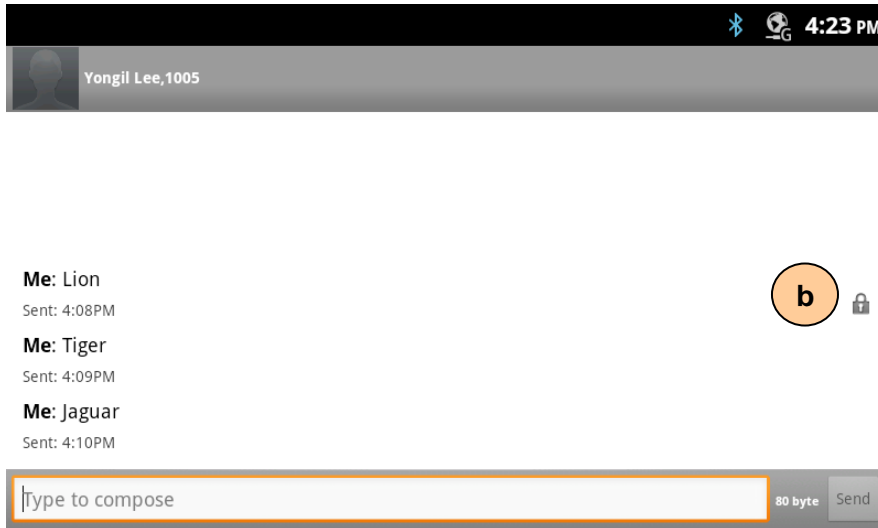 G 4:23 PM
Yongil Lee,1005
Me: Lion
Sent: 4:08PM
b
Me: Tiger
Sent: 4:09PM
Me: Jaguar
Sent: 4:10PM
Type to compose 80 byte Send